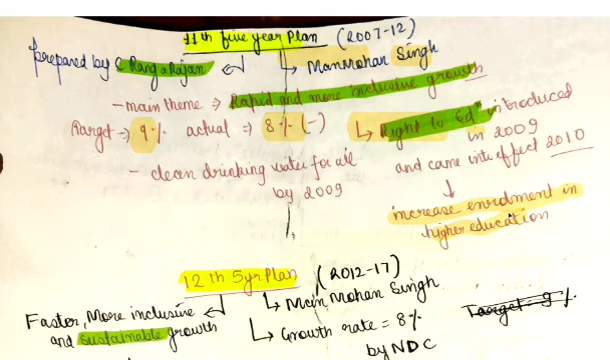 11th five year Plan (2007-12)
prepared by C Rangarajan
ManMohan Singh
- main theme ⇒ Rapid and more inclusive growth
Target → 9% actual ⇒ 8% (-)
↳ Right to Edⁿ introduced
in 2009
and came into effect 2010
- clean drinking water for all
by 2009
↓
increase enrolment in
higher education
12th 5yr Plan (2012-17)
↳ Man Mohan Singh
Faster, More inclusive
and sustainable growth
↳ Growth rate = 8%
by NDC
Target - 9%